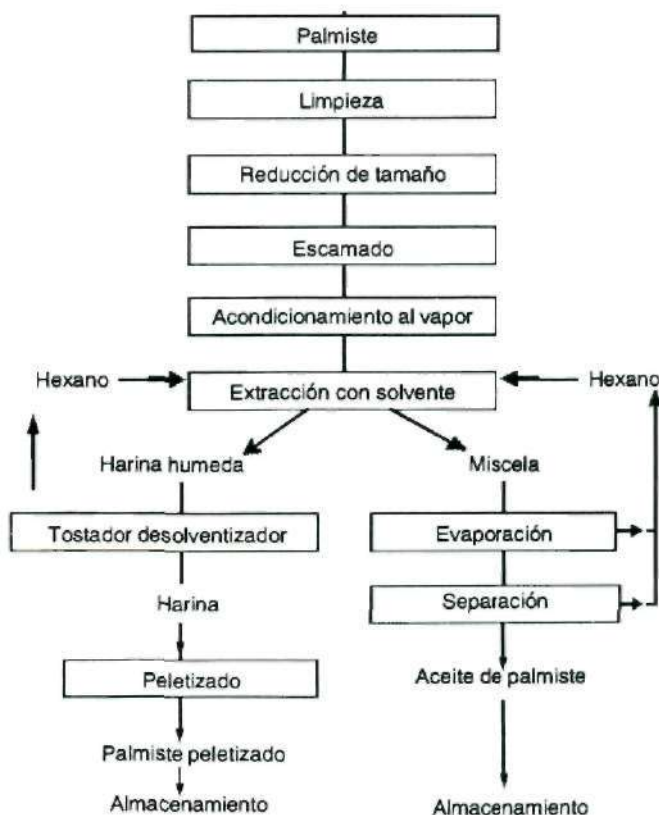 Palmiste
Limpieza
Reducción de tamaño
Escamado
Acondicionamiento al vapor
Hexano
Extracción con solvente
Hexano
Harina humeda
Miscela
Tostador desolventizador
Evaporación
Harina
Separación
Peletizado
Aceite de palmiste
Palmiste peletizado
Almacenamiento
Almacenamiento